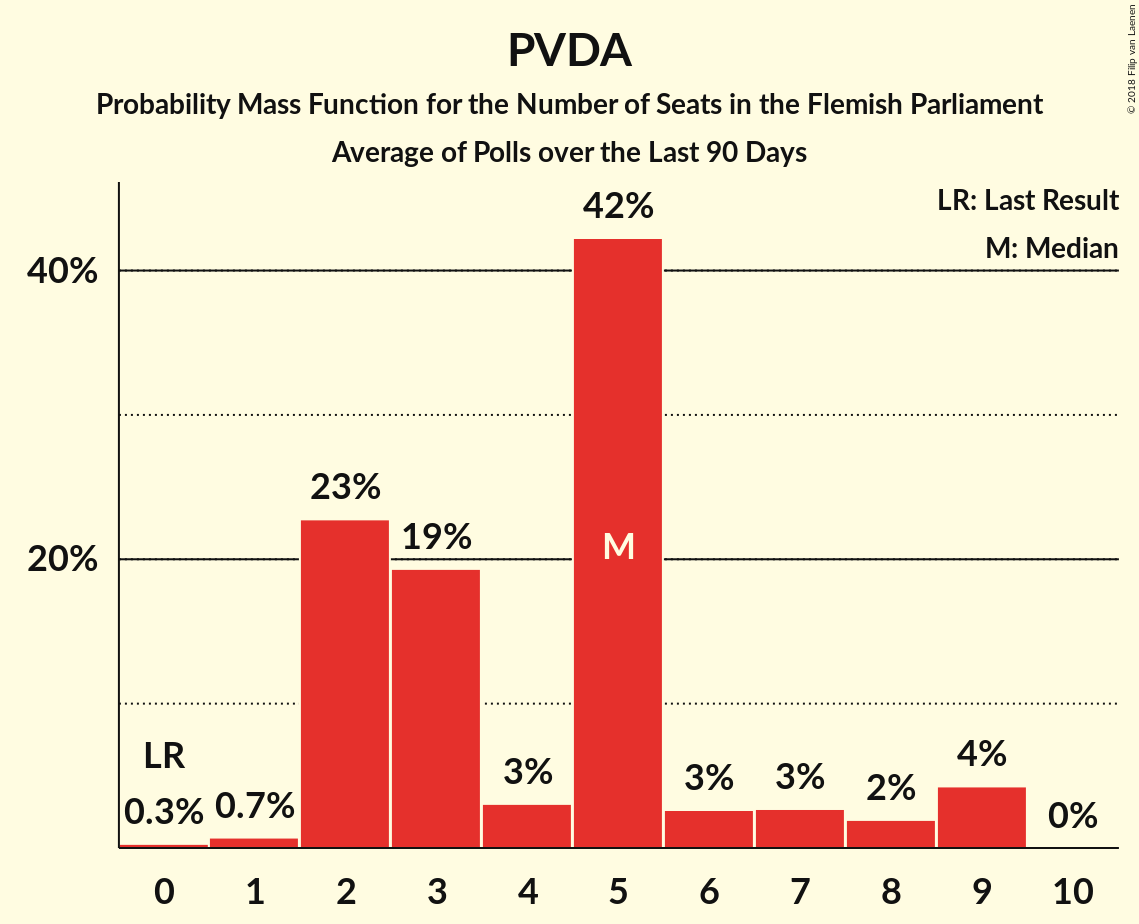 PVDA
Probability Mass Function for the Number of Seats in the Flemish Parliament
Average of Polls over the Last 90 Days
© 2018 Filip van Laenen
LR: Last Result
M: Median
42%
40%
23%
19%
20%
M
LR
0.3%
0.7%
3%
3%
3%
2%
4%
0%
0 1 2 3 4 5 6 7 8 9 10